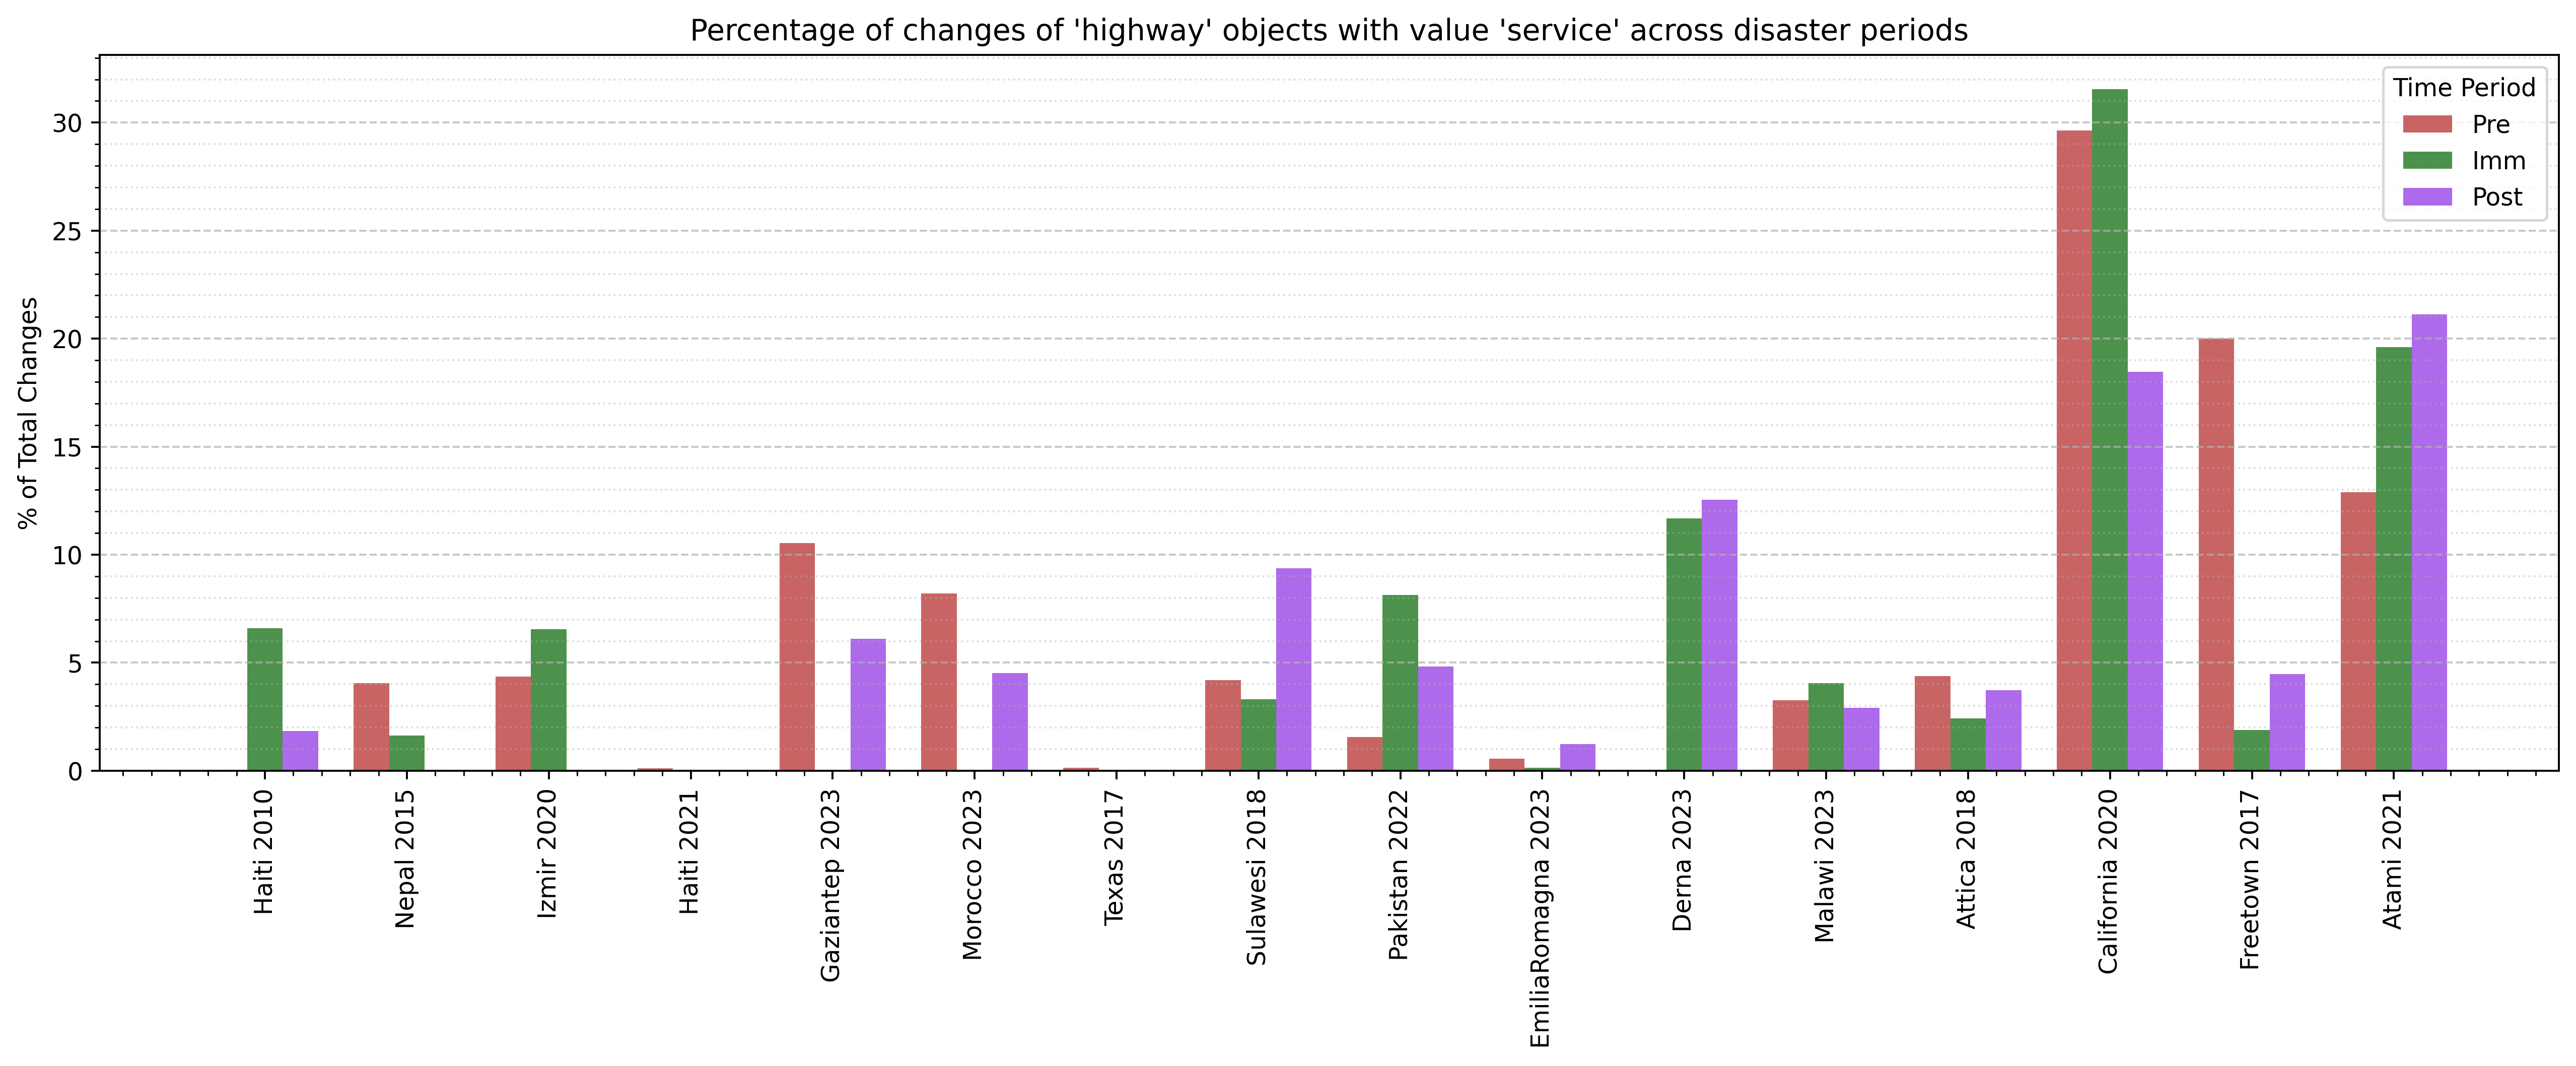 Percentage of changes of 'highway' objects with value 'service' across disaster periods
% of Total Changes
30
25
20
15
10
5
0
Time Period
Pre
Imm
Post
Haiti 2010
Nepal 2015
Izmir 2020
Haiti 2021
Gaziantep 2023
Morocco 2023
Texas 2017
Sulawesi 2018
Pakistan 2022
EmiliaRomagna 2023
Derna 2023
Malawi 2023
Attica 2018
California 2020
Freetown 2017
Atami 2021